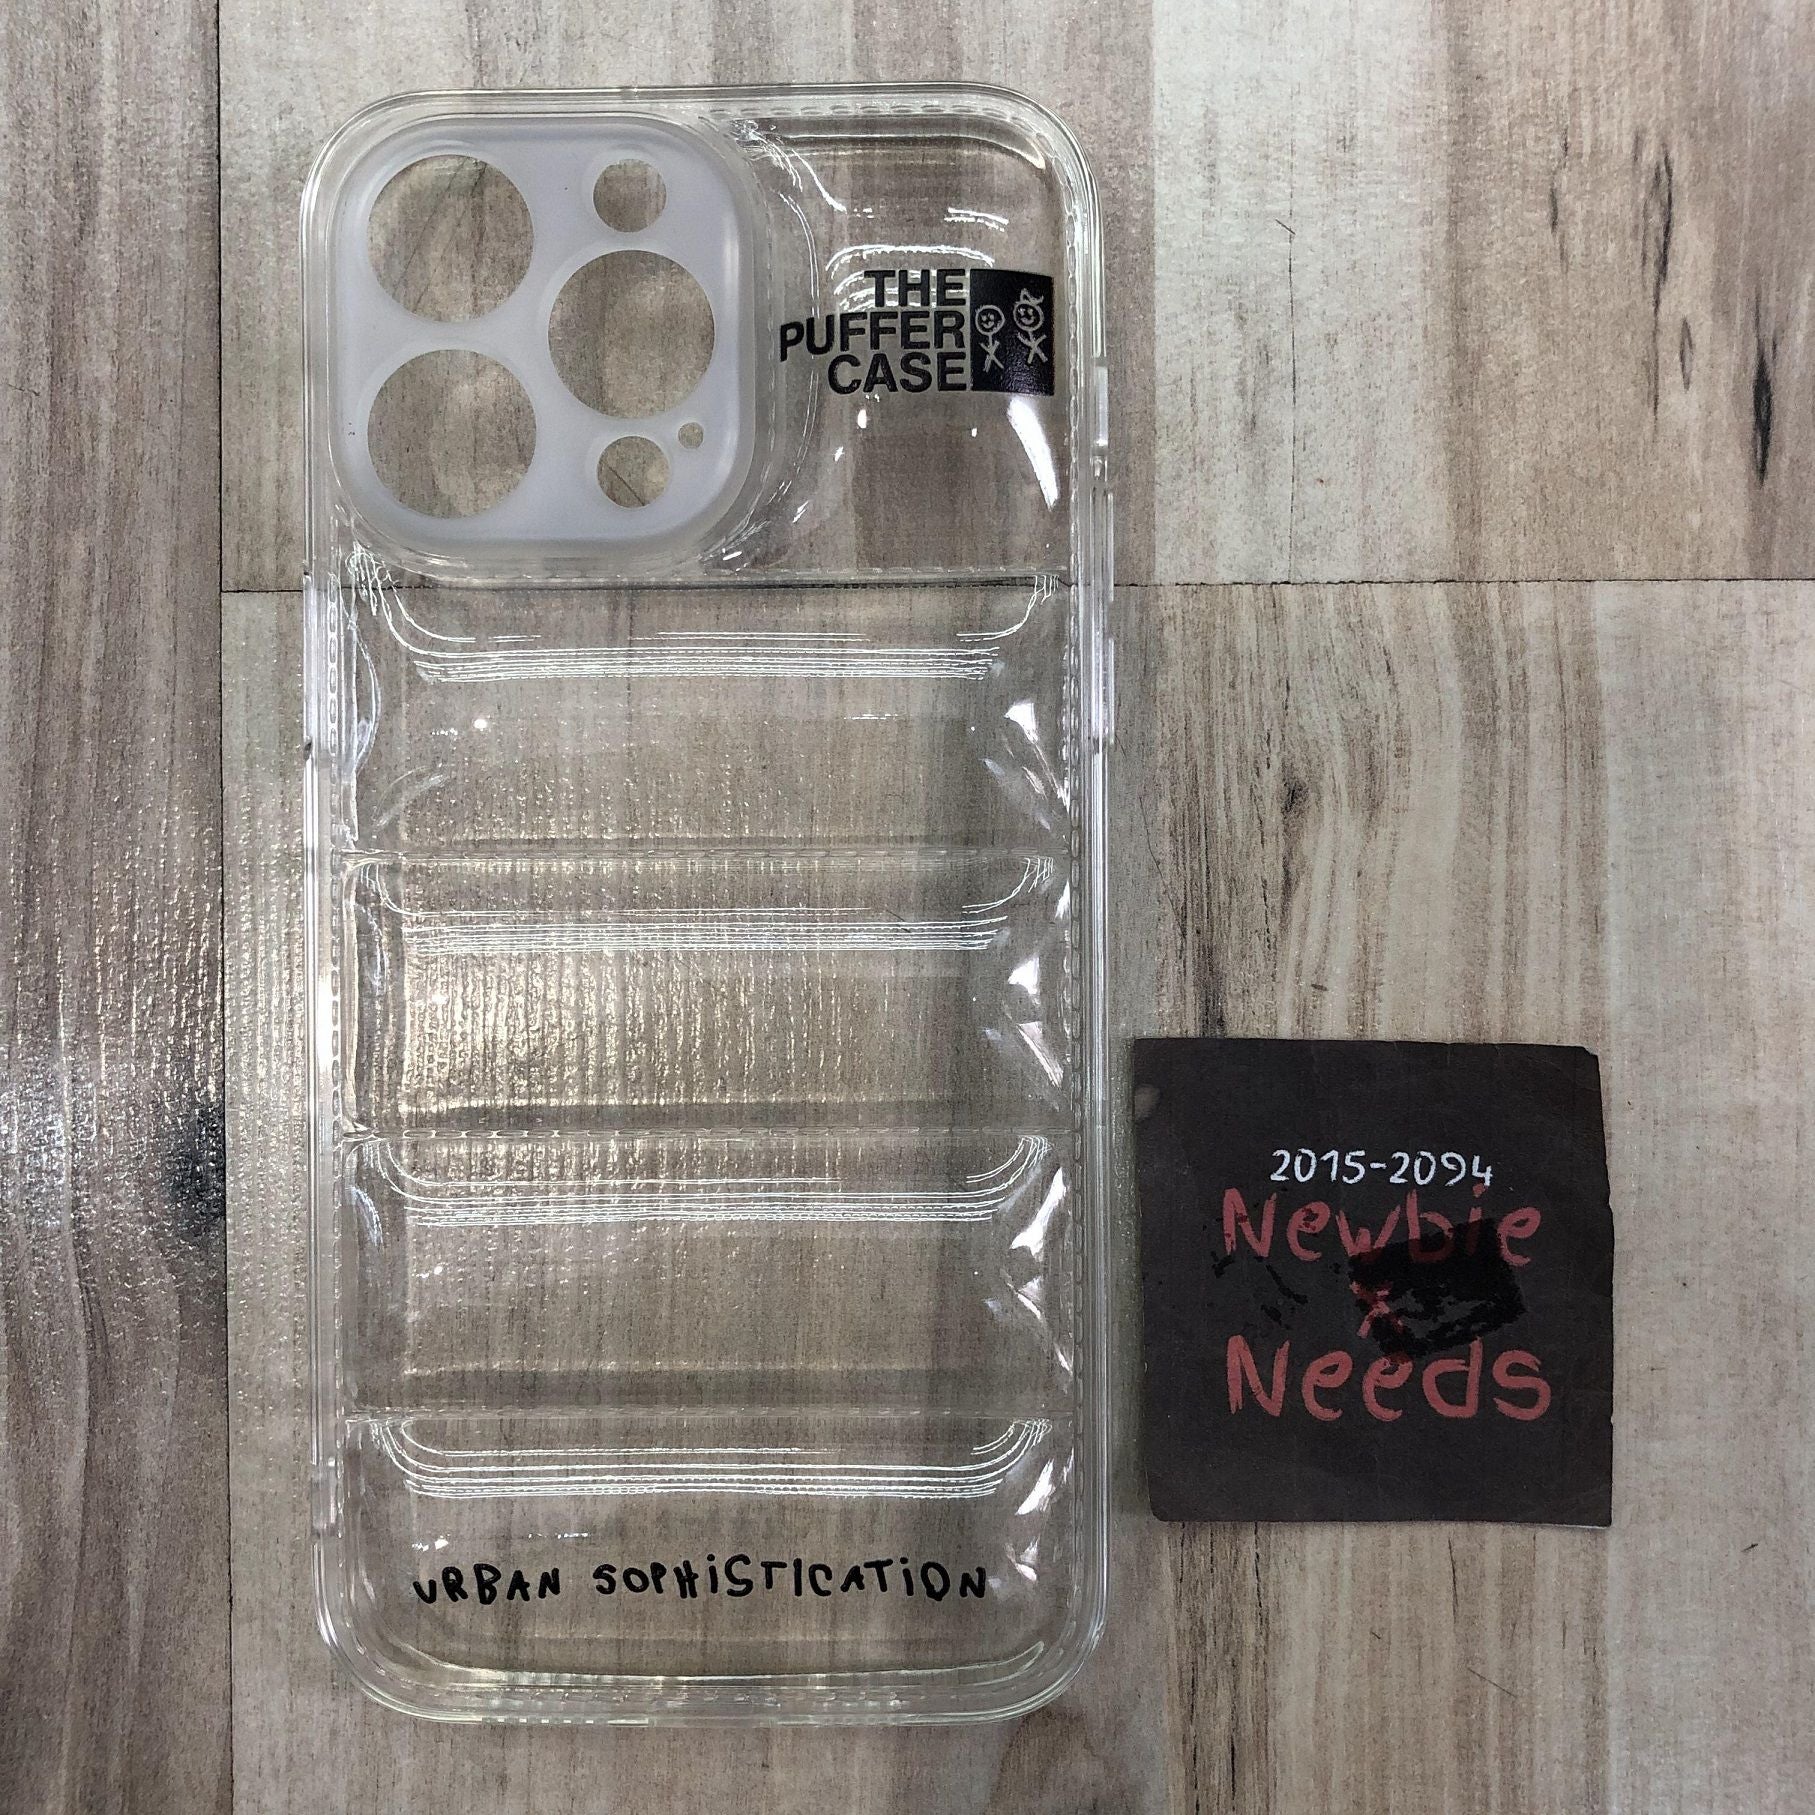 THE
PUFFER
CASE
URBAN SOPHiSTICATiON
2015-2094
Newbie
x
Needs